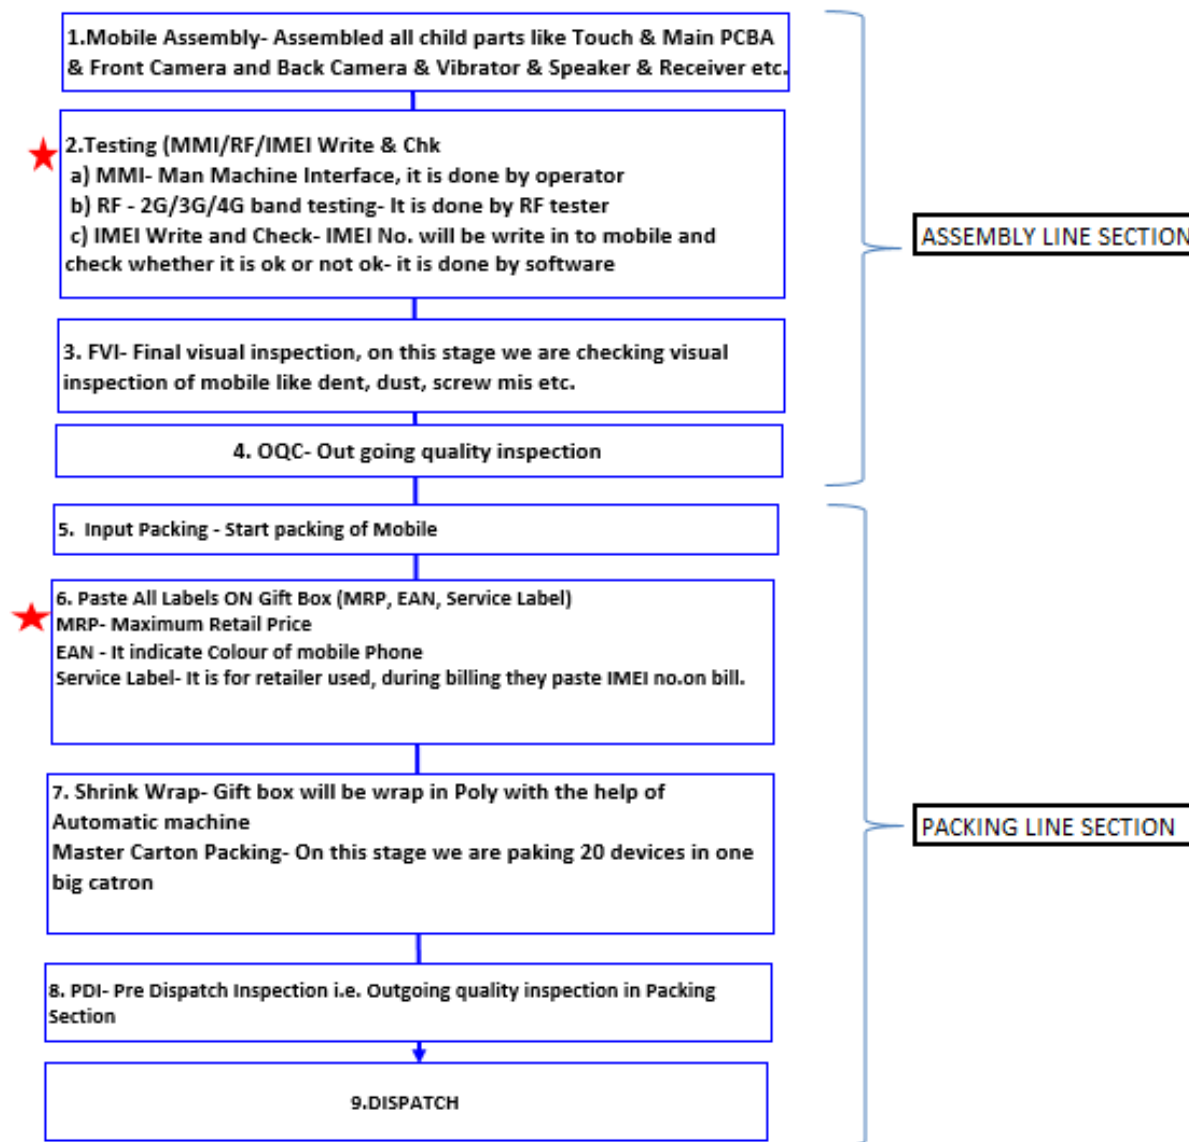 1.Mobile Assembly- Assembled all child parts like Touch & Main PCBA
& Front Camera and Back Camera & Vibrator & Speaker & Receiver etc.
2.Testing (MMI/RF/IMEI Write & Chk
a) MMI- Man Machine Interface, it is done by operator
b) RF - 2G/3G/4G band testing- It is done by RF tester
c) IMEI Write and Check- IMEI No. will be write in to mobile and
check whether it is ok or not ok- it is done by software
ASSEMBLY LINE SECTION
3. FVI- Final visual inspection, on this stage we are checking visual
inspection of mobile like dent, dust, screw mis etc.
4. OQC- Out going quality inspection
5. Input Packing - Start packing of Mobile
6. Paste All Labels ON Gift Box (MRP, EAN, Service Label)
MRP- Maximum Retail Price
EAN - It indicate Colour of mobile Phone
Service Label- It is for retailer used, during billing they paste IMEI no.on bill.
7. Shrink Wrap- Gift box will be wrap in Poly with the help of
Automatic machine
Master Carton Packing- On this stage we are paking 20 devices in one
big catron
PACKING LINE SECTION
8. PDI- Pre Dispatch Inspection i.e. Outgoing quality inspection in Packing
Section
9.DISPATCH